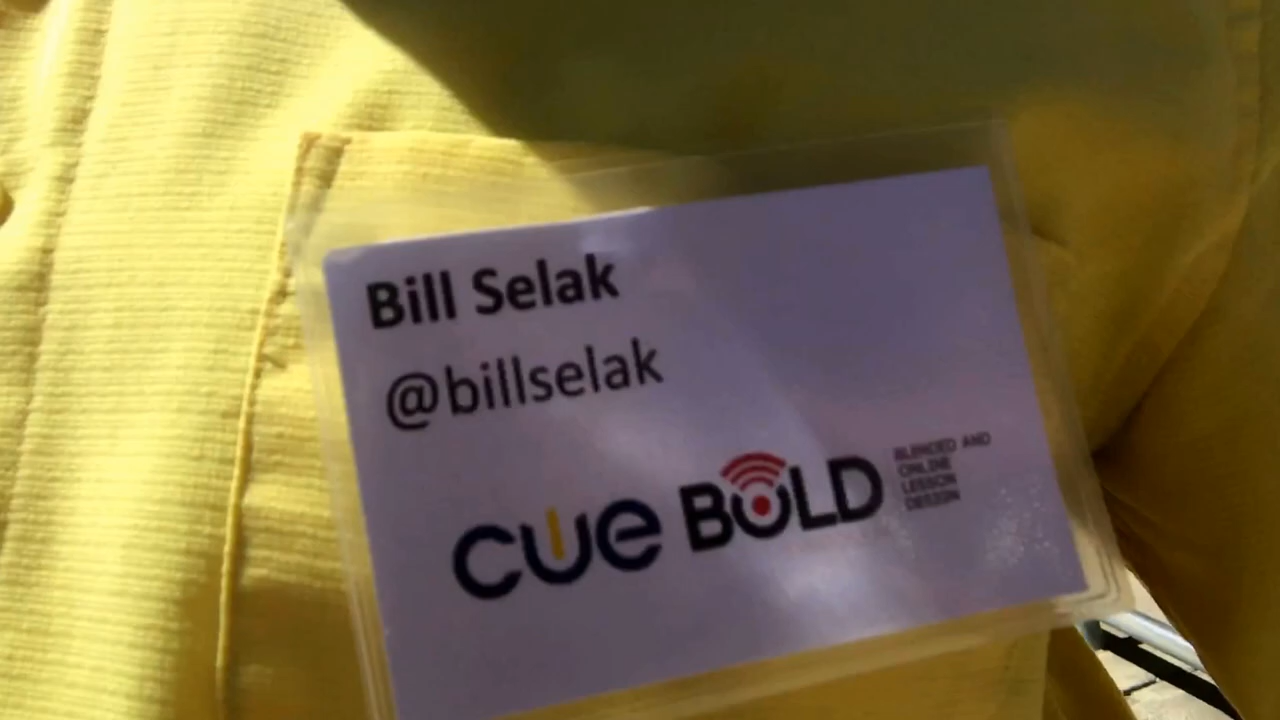 Bill Selak
@billselak
cue BOLD
BLENDED AND
ONLINE
LESSON
DESIGN